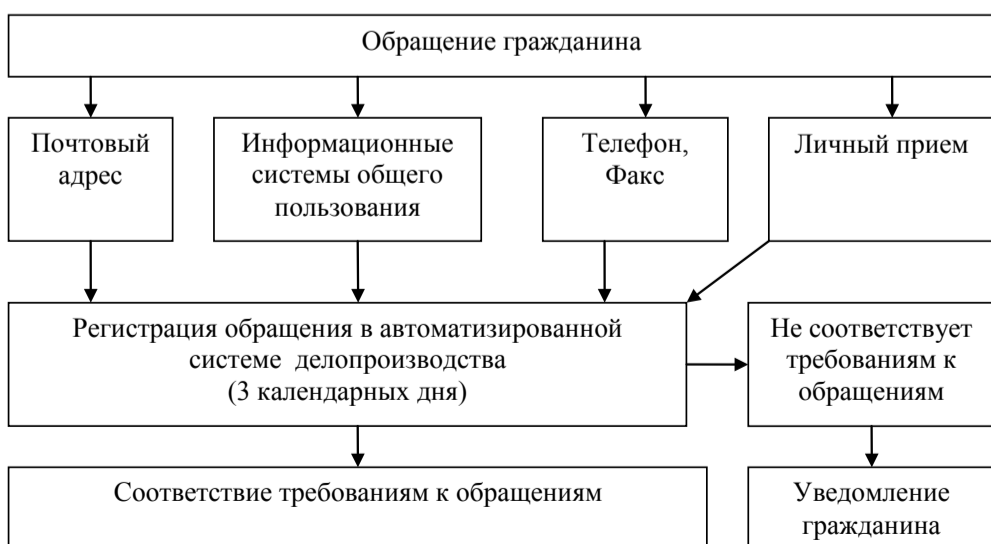 Обращение гражданина
Почтовый
адрес
Информационные
системы общего
пользования
Телефон,
Факс
Личный прием
Регистрация обращения в автоматизированной
системе делопроизводства
(3 календарных дня)
Не соответствует
требованиям к
обращениям
Соответствие требованиям к обращениям
Уведомление
гражданина